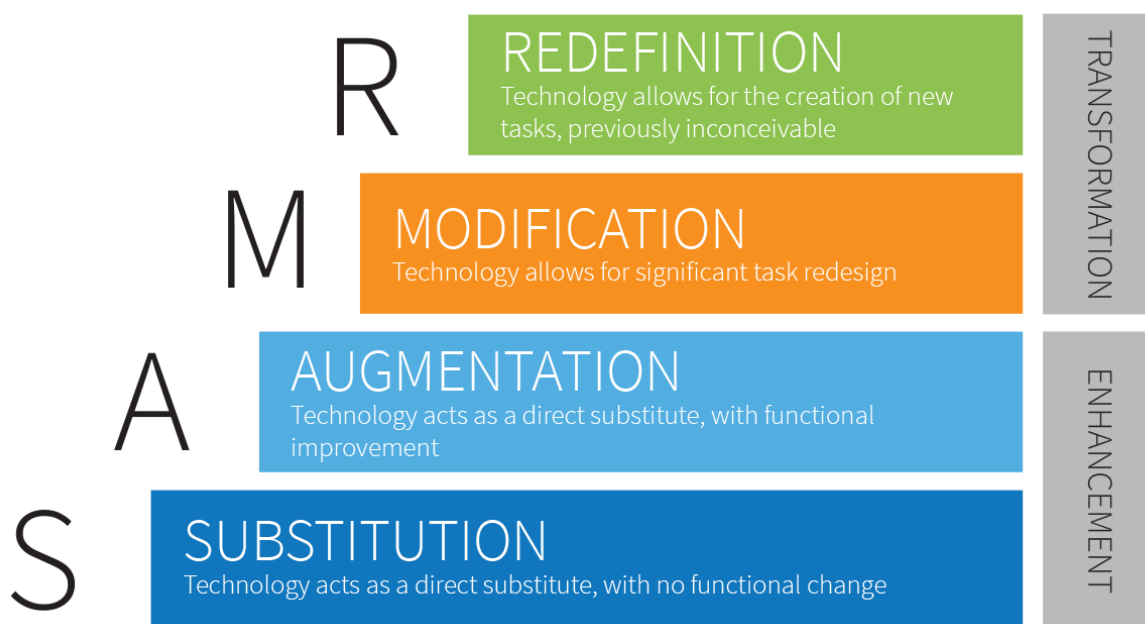 R
REDEFINITION
Technology allows for the creation of new
tasks, previously inconceivable
M
MODIFICATION
Technology allows for significant task redesign
TRANSFORMATION
A
AUGMENTATION
Technology acts as a direct substitute, with functional
improvement
S
SUBSTITUTION
Technology acts as a direct substitute, with no functional change
ENHANCEMENT